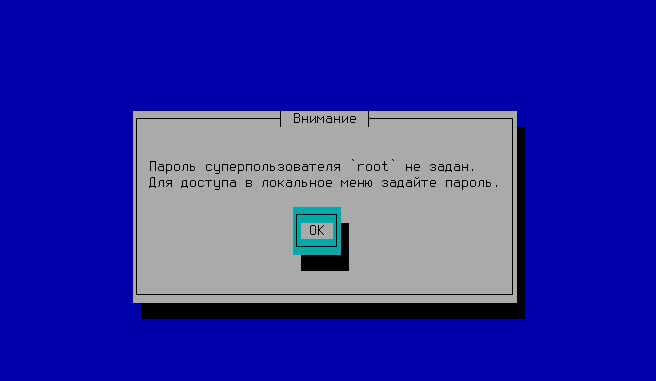 Внимание
Пароль суперпользователя `root` не задан.
Для доступа в локальное меню задайте пароль.
OK